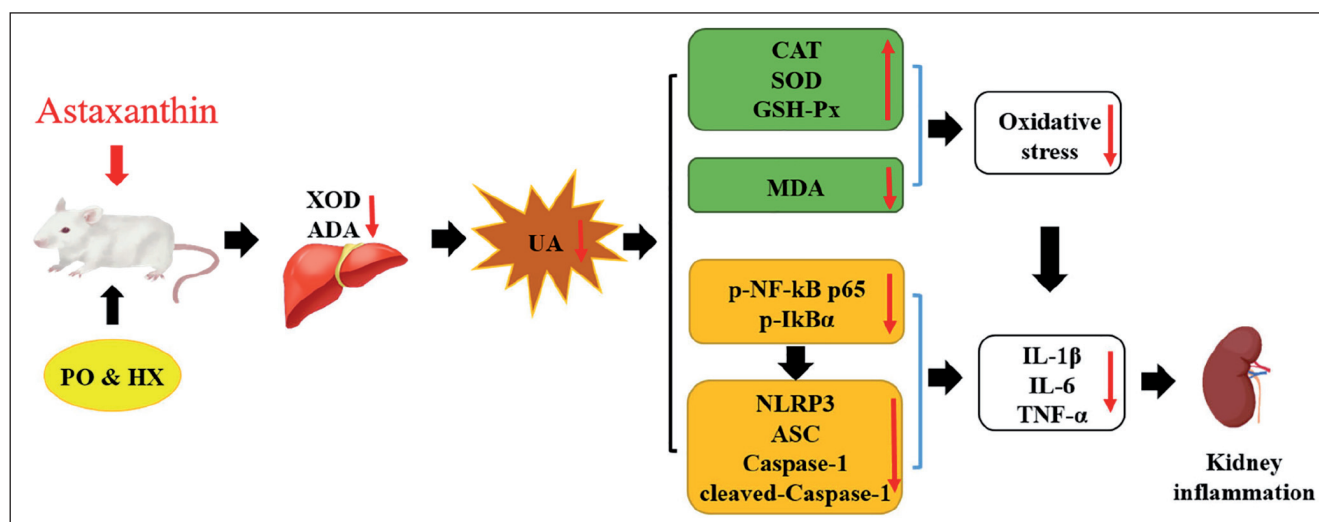 Astaxanthin
PO & HX
XOD
ADA
UA
CAT
SOD
GSH-Px
MDA
p-NF-kB p65
p-IkBα
NLRP3
ASC
Caspase-1
cleaved-Caspase-1
Oxidative
stress
IL-1β
IL-6
TNF-α
Kidney
inflammation